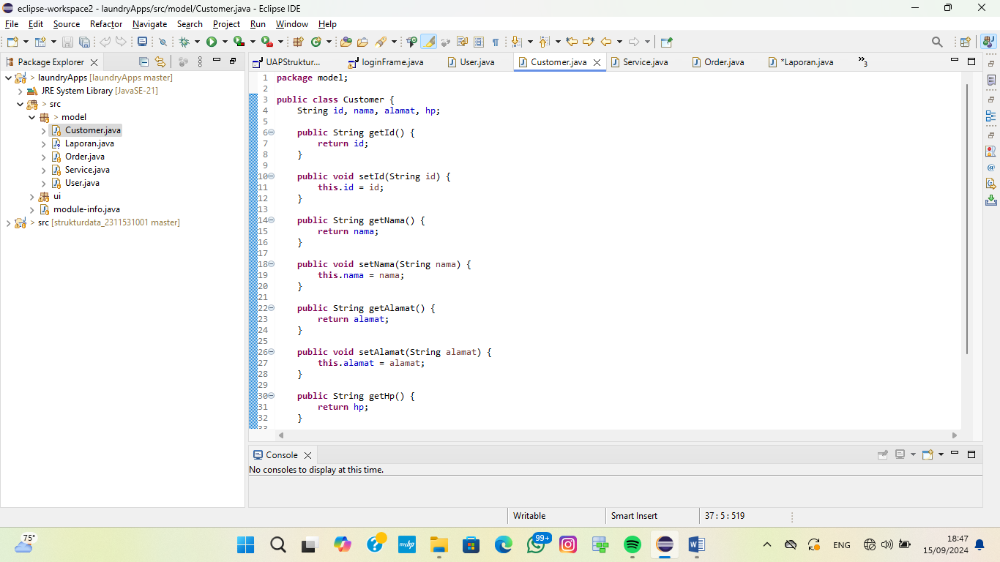 eclipse-workspace2 - laundryApps/src/model/Customer.java - Eclipse IDE
File Edit Source Refactor Navigate Search Project Run Window Help
Package Explorer
> laundryApps [laundryApps master]
JRE System Library [JavaSE-21]
> src
> model
Customer.java
Laporan.java
Order.java
Service.java
User.java
ui
module-info.java
> src [strukturdata_2311531001 master]
UAPStruktur... loginFrame.java User.java Customer.java Service.java Order.java *Laporan.java »3
1 package model;
2
3 public class Customer {
4 String id, nama, alamat, hp;
5
6 public String getId() {
7 return id;
8 }
9
10 public void setId(String id) {
11 this.id = id;
12 }
13
14 public String getNama() {
15 return nama;
16 }
17
18 public void setNama(String nama) {
19 this.nama = nama;
20 }
21
22 public String getAlamat() {
23 return alamat;
24 }
25
26 public void setAlamat(String alamat) {
27 this.alamat = alamat;
28 }
29
30 public String getHp() {
31 return hp;
32 }
33
Console
No consoles to display at this time.
Writable Smart Insert 37 : 5 : 519
75°
myhp
99+
ENG
18:47
15/09/2024